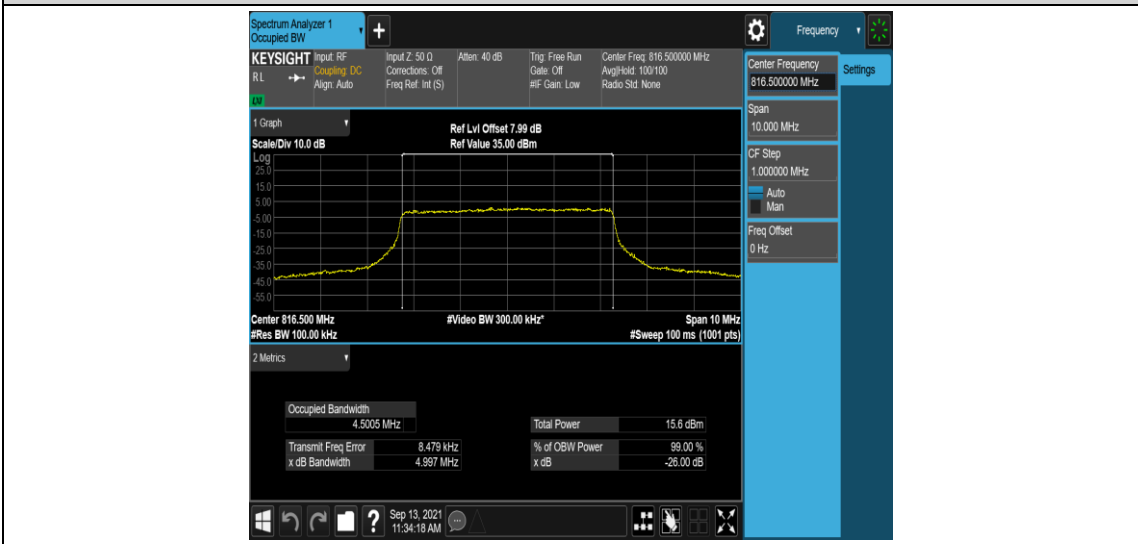 Spectrum Analyzer 1
Occupied BW
+
Frequency
KEYSIGHT
RL
LXI
Input: RF
Coupling: DC
Align: Auto
Input Z: 50 Ω
Corrections: Off
Freq Ref: Int (S)
Atten: 40 dB
Trig: Free Run
Gate: Off
#IF Gain: Low
Center Freq: 816.500000 MHz
Avg|Hold: 100/100
Radio Std: None
Center Frequency
816.500000 MHz
Settings
Span
10.000 MHz
CF Step
1.000000 MHz
Auto
Man
Freq Offset
0 Hz
1 Graph
Scale/Div 10.0 dB
Ref Lvl Offset 7.99 dB
Ref Value 35.00 dBm
Log
25.0
15.0
5.00
-5.00
-15.0
-25.0
-35.0
-45.0
-55.0
Center 816.500 MHz
#Video BW 300.00 kHz*
Span 10 MHz
#Res BW 100.00 kHz
#Sweep 100 ms (1001 pts)
2 Metrics
Occupied Bandwidth
4.5005 MHz
Total Power 15.6 dBm
Transmit Freq Error 8.479 kHz
% of OBW Power 99.00 %
x dB Bandwidth 4.997 MHz
x dB -26.00 dB
?
Sep 13, 2021
11:34:18 AM